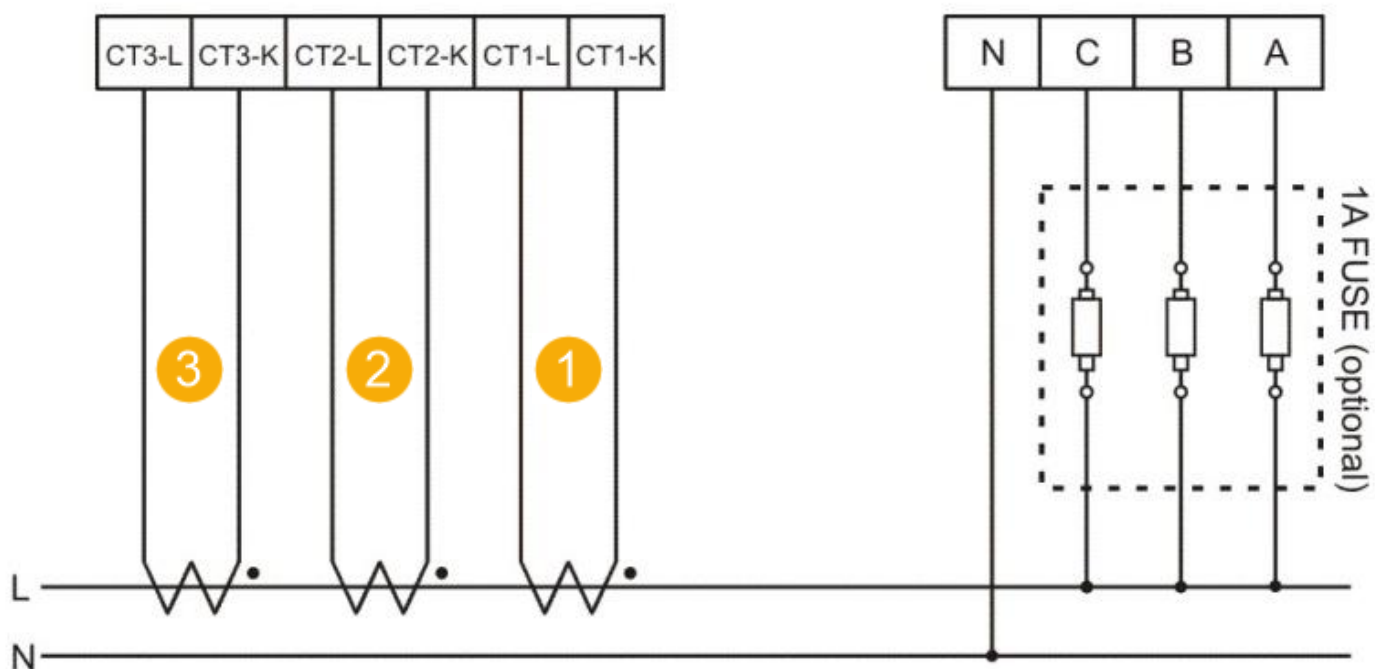 CT3-L CT3-K CT2-L CT2-K CT1-L CT1-K
N C B A
1A FUSE (optional)
3 2 1
L
N